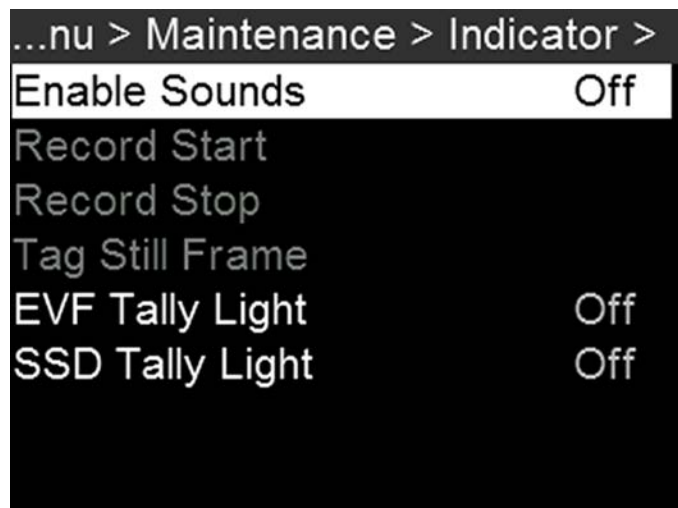 ...nu > Maintenance > Indicator >
Enable Sounds Off
Record Start
Record Stop
Tag Still Frame
EVF Tally Light Off
SSD Tally Light Off